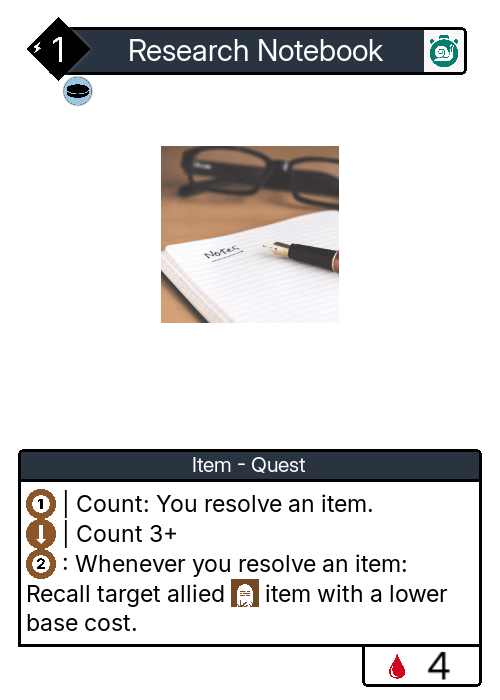 1 Research Notebook
Notes
Item - Quest
1 | Count: You resolve an item.
| Count 3+
2 : Whenever you resolve an item:
Recall target allied item with a lower
base cost.
4